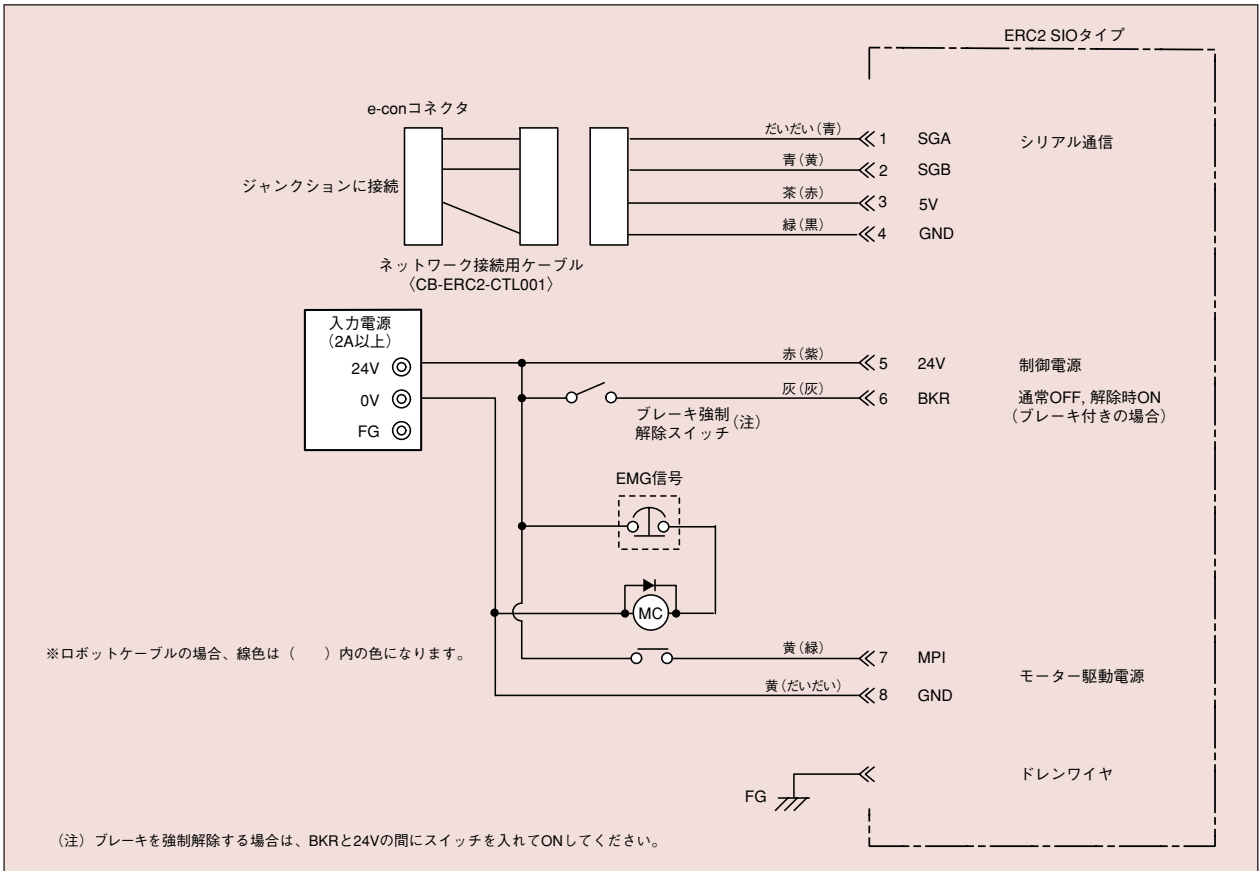 ERC2 SIOタイプ
e-conコネクタ
ジャンクションに接続
ネットワーク接続用ケーブル
〈CB-ERC2-CTL001〉
だいだい（青）
1
SGA
シリアル通信
青（黄）
2
SGB
茶（赤）
3
5V
緑（黒）
4
GND
入力電源
（2A以上）
24V
0V
FG
赤（紫）
5
24V
制御電源
灰（灰）
6
BKR
通常OFF, 解除時ON
（ブレーキ付きの場合）
ブレーキ強制
解除スイッチ
（注）
EMG信号
MC
※ロボットケーブルの場合、線色は（　　）内の色になります。
黄（緑）
7
MPI
モーター駆動電源
黄（だいだい）
8
GND
FG
ドレンワイヤ
（注）ブレーキを強制解除する場合は、BKRと24Vの間にスイッチを入れてONしてください。